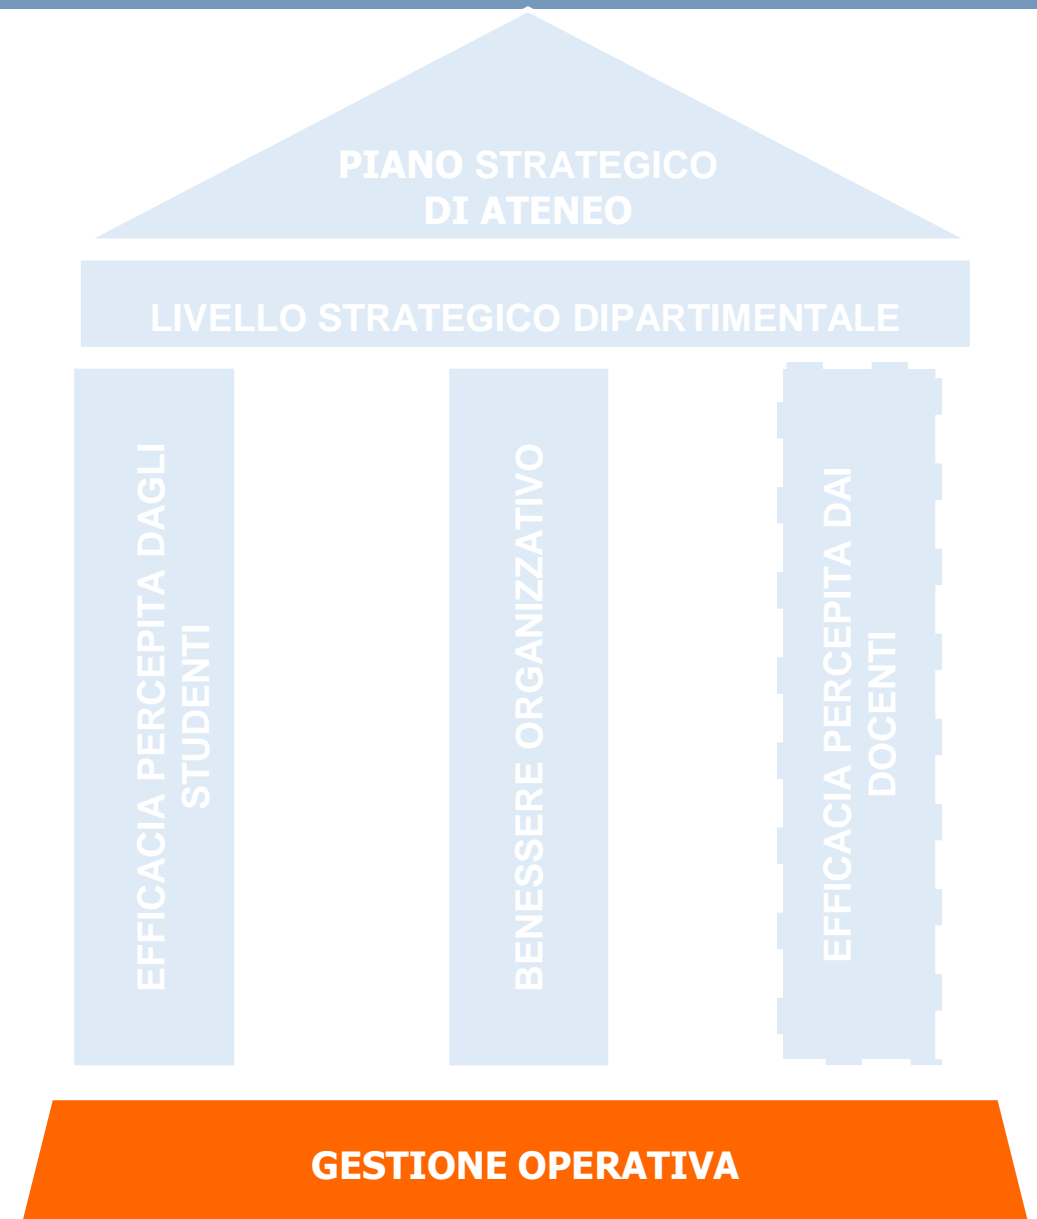 PIANO STRATEGICO
DI ATENEO
LIVELLO STRATEGICO DIPARTIMENTALE
EFFICACIA PERCEPITA DAGLI
STUDENTI
BENESSERE ORGANIZZATIVO
EFFICACIA PERCEPITA DAI
DOCENTI
GESTIONE OPERATIVA